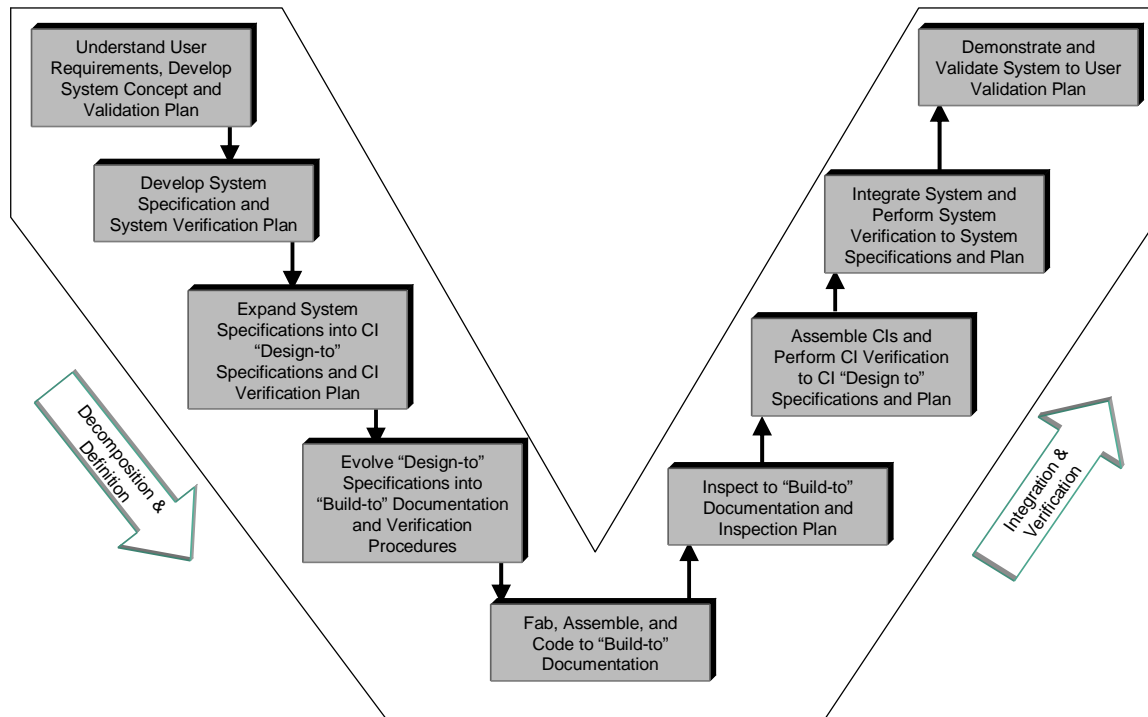 Understand User
Requirements, Develop
System Concept and
Validation Plan
Develop System
Specification and
System Verification Plan
Expand System
Specifications into CI
“Design-to”
Specifications and CI
Verification Plan
Evolve “Design-to”
Specifications into
“Build-to” Documentation
and Verification
Procedures
Fab, Assemble, and
Code to “Build-to”
Documentation
Inspect to “Build-to”
Documentation and
Inspection Plan
Assemble CIs and
Perform CI Verification
to CI “Design to”
Specifications and Plan
Integrate System and
Perform System
Verification to System
Specifications and Plan
Demonstrate and
Validate System to User
Validation Plan
Decomposition &
Definition
Integration &
Verification